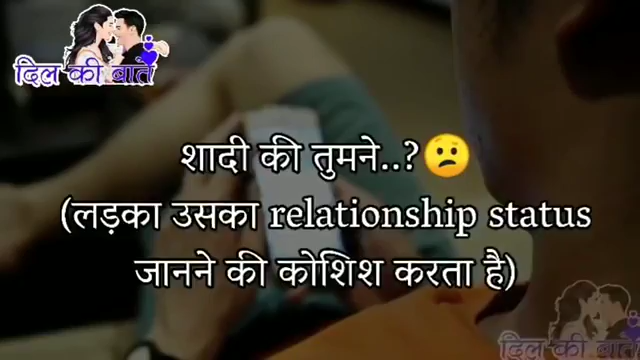 दिल की बातें
शादी की तुमने..?😟
(लड़का उसका relationship status
जानने की कोशिश करता है)
दिल की बातें